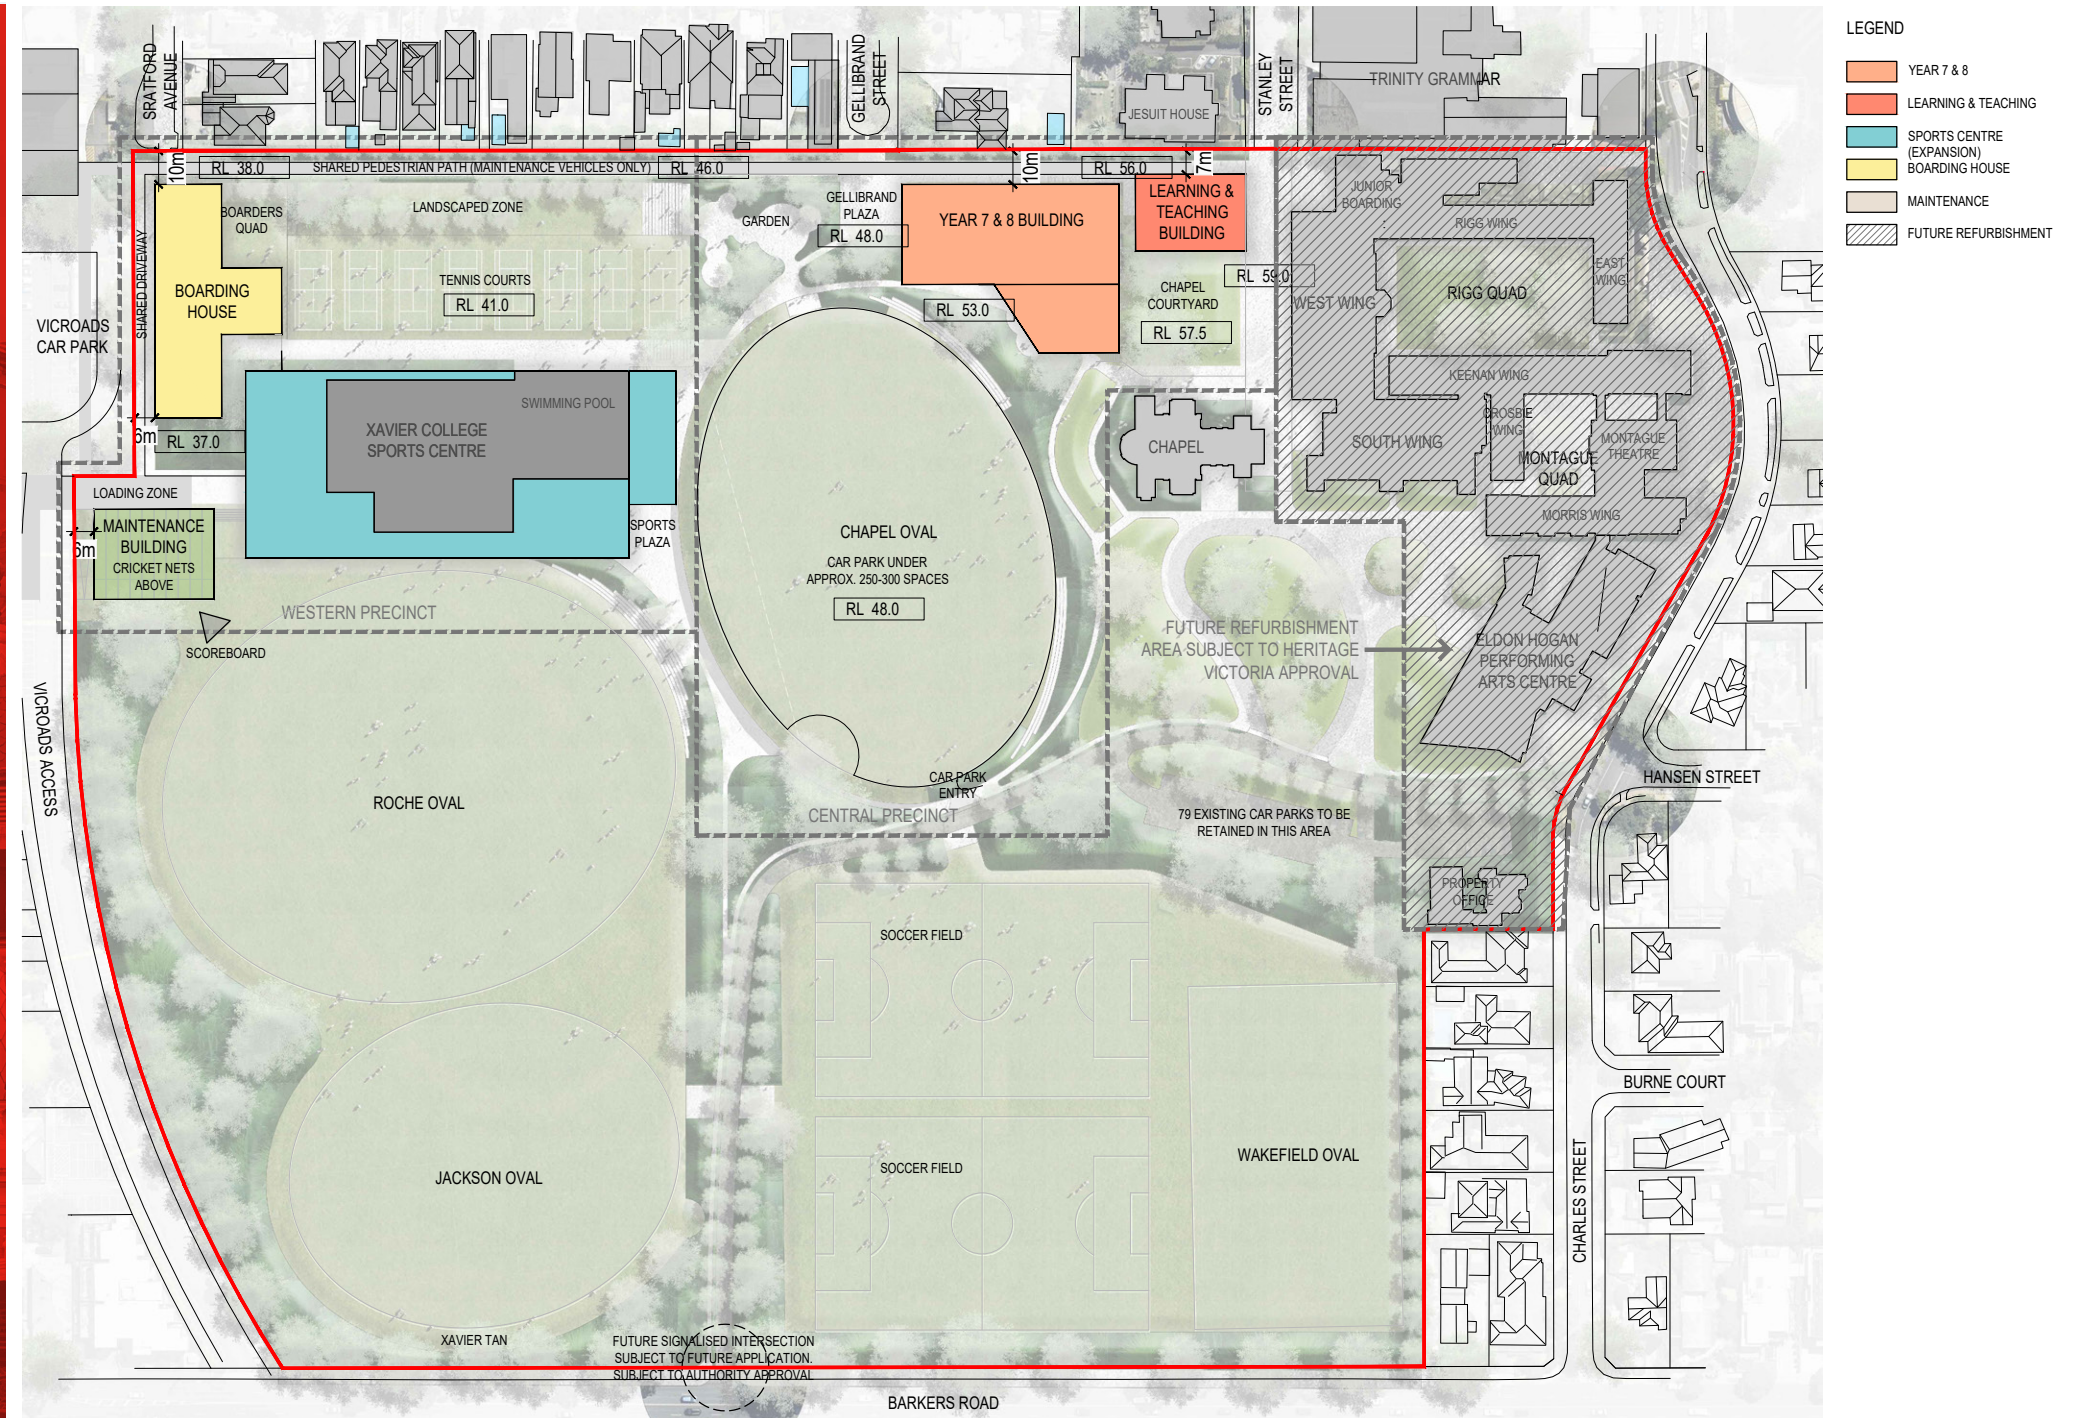 LEGEND
YEAR 7 & 8
LEARNING & TEACHING
SPORTS CENTRE
(EXPANSION)
BOARDING HOUSE
MAINTENANCE
FUTURE REFURBISHMENT
SRATFORD
AVENUE
GELLIBRAND
STREET
STANLEY
STREET
TRINITY GRAMMAR
JESUIT HOUSE
10m
RL 38.0
SHARED PEDESTRIAN PATH (MAINTENANCE VEHICLES ONLY)
RL 46.0
10m
RL 56.0
7m
BOARDERS
QUAD
LANDSCAPED ZONE
GARDEN
GELLIBRAND
PLAZA
RL 48.0
YEAR 7 & 8 BUILDING
LEARNING &
TEACHING
BUILDING
JUNIOR
BOARDING
RIGG WING
EAST
WING
SHARED DRIVEWAY
BOARDING
HOUSE
TENNIS COURTS
RL 41.0
RL 53.0
CHAPEL
COURTYARD
RL 57.5
RL 59.0
WEST WING
RIGG QUAD
VICROADS
CAR PARK
KEENAN WING
SWIMMING POOL
XAVIER COLLEGE
SPORTS CENTRE
6m
RL 37.0
CHAPEL
SOUTH WING
CROSBIE
WING
MONTAGUE
THEATRE
MONTAGUE
QUAD
MORRIS WING
LOADING ZONE
MAINTENANCE
BUILDING
CRICKET NETS
ABOVE
6m
SPORTS
PLAZA
CHAPEL OVAL
CAR PARK UNDER
APPROX. 250-300 SPACES
RL 48.0
WESTERN PRECINCT
SCOREBOARD
FUTURE REFURBISHMENT
AREA SUBJECT TO HERITAGE
VICTORIA APPROVAL
ELDON HOGAN
PERFORMING
ARTS CENTRE
VICROADS ACCESS
ROCHE OVAL
CAR PARK
ENTRY
CENTRAL PRECINCT
79 EXISTING CAR PARKS TO BE
RETAINED IN THIS AREA
HANSEN STREET
PROPERTY
OFFICE
SOCCER FIELD
BURNE COURT
JACKSON OVAL
SOCCER FIELD
WAKEFIELD OVAL
CHARLES STREET
XAVIER TAN
FUTURE SIGNALISED INTERSECTION
SUBJECT TO FUTURE APPLICATION.
SUBJECT TO AUTHORITY APPROVAL
BARKERS ROAD